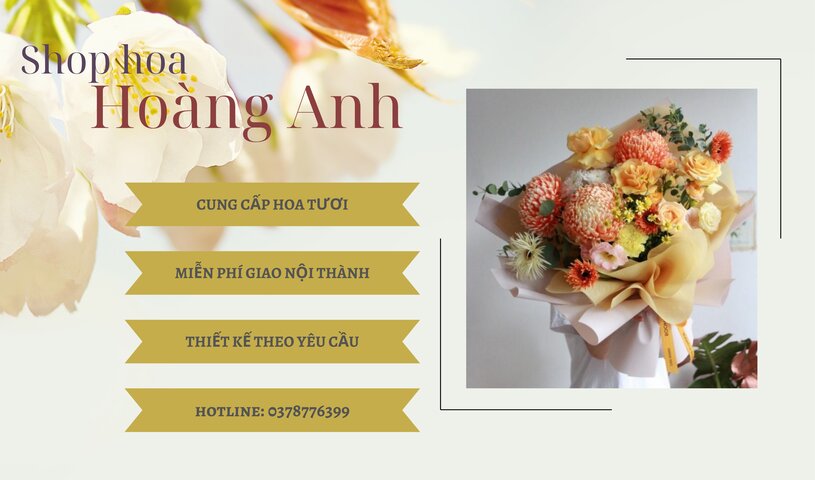 Shop hoa
Hoàng Anh
CUNG CẤP HOA TƯƠI
MIỄN PHÍ GIAO NỘI THÀNH
THIẾT KẾ THEO YÊU CẦU
HOTLINE: 0378776399